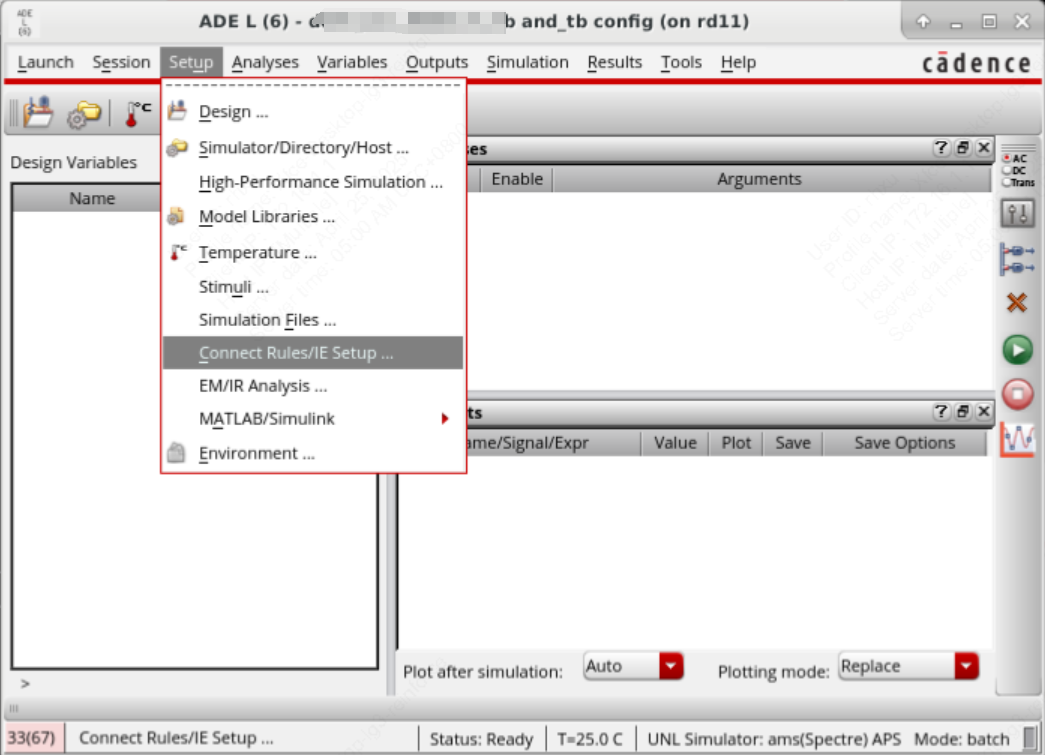 ADE L (6)
ADE L (6) - b and_tb config (on rd11)
Launch Session Setup Analyses Variables Outputs Simulation Results Tools Help cādence
Design ...
Simulator/Directory/Host ...
High-Performance Simulation ...
Model Libraries ...
Temperature ...
Stimuli ...
Simulation Files ...
Connect Rules/IE Setup ...
EM/IR Analysis ...
MATLAB/Simulink
Environment ...
°C
Design Variables
Name
es
Enable Arguments
AC
DC
Trans
ts
ame/Signal/Expr Value Plot Save Save Options
Plot after simulation: Auto Plotting mode: Replace
>
33(67) Connect Rules/IE Setup ... Status: Ready T=25.0 C UNL Simulator: ams(Spectre) APS Mode: batch